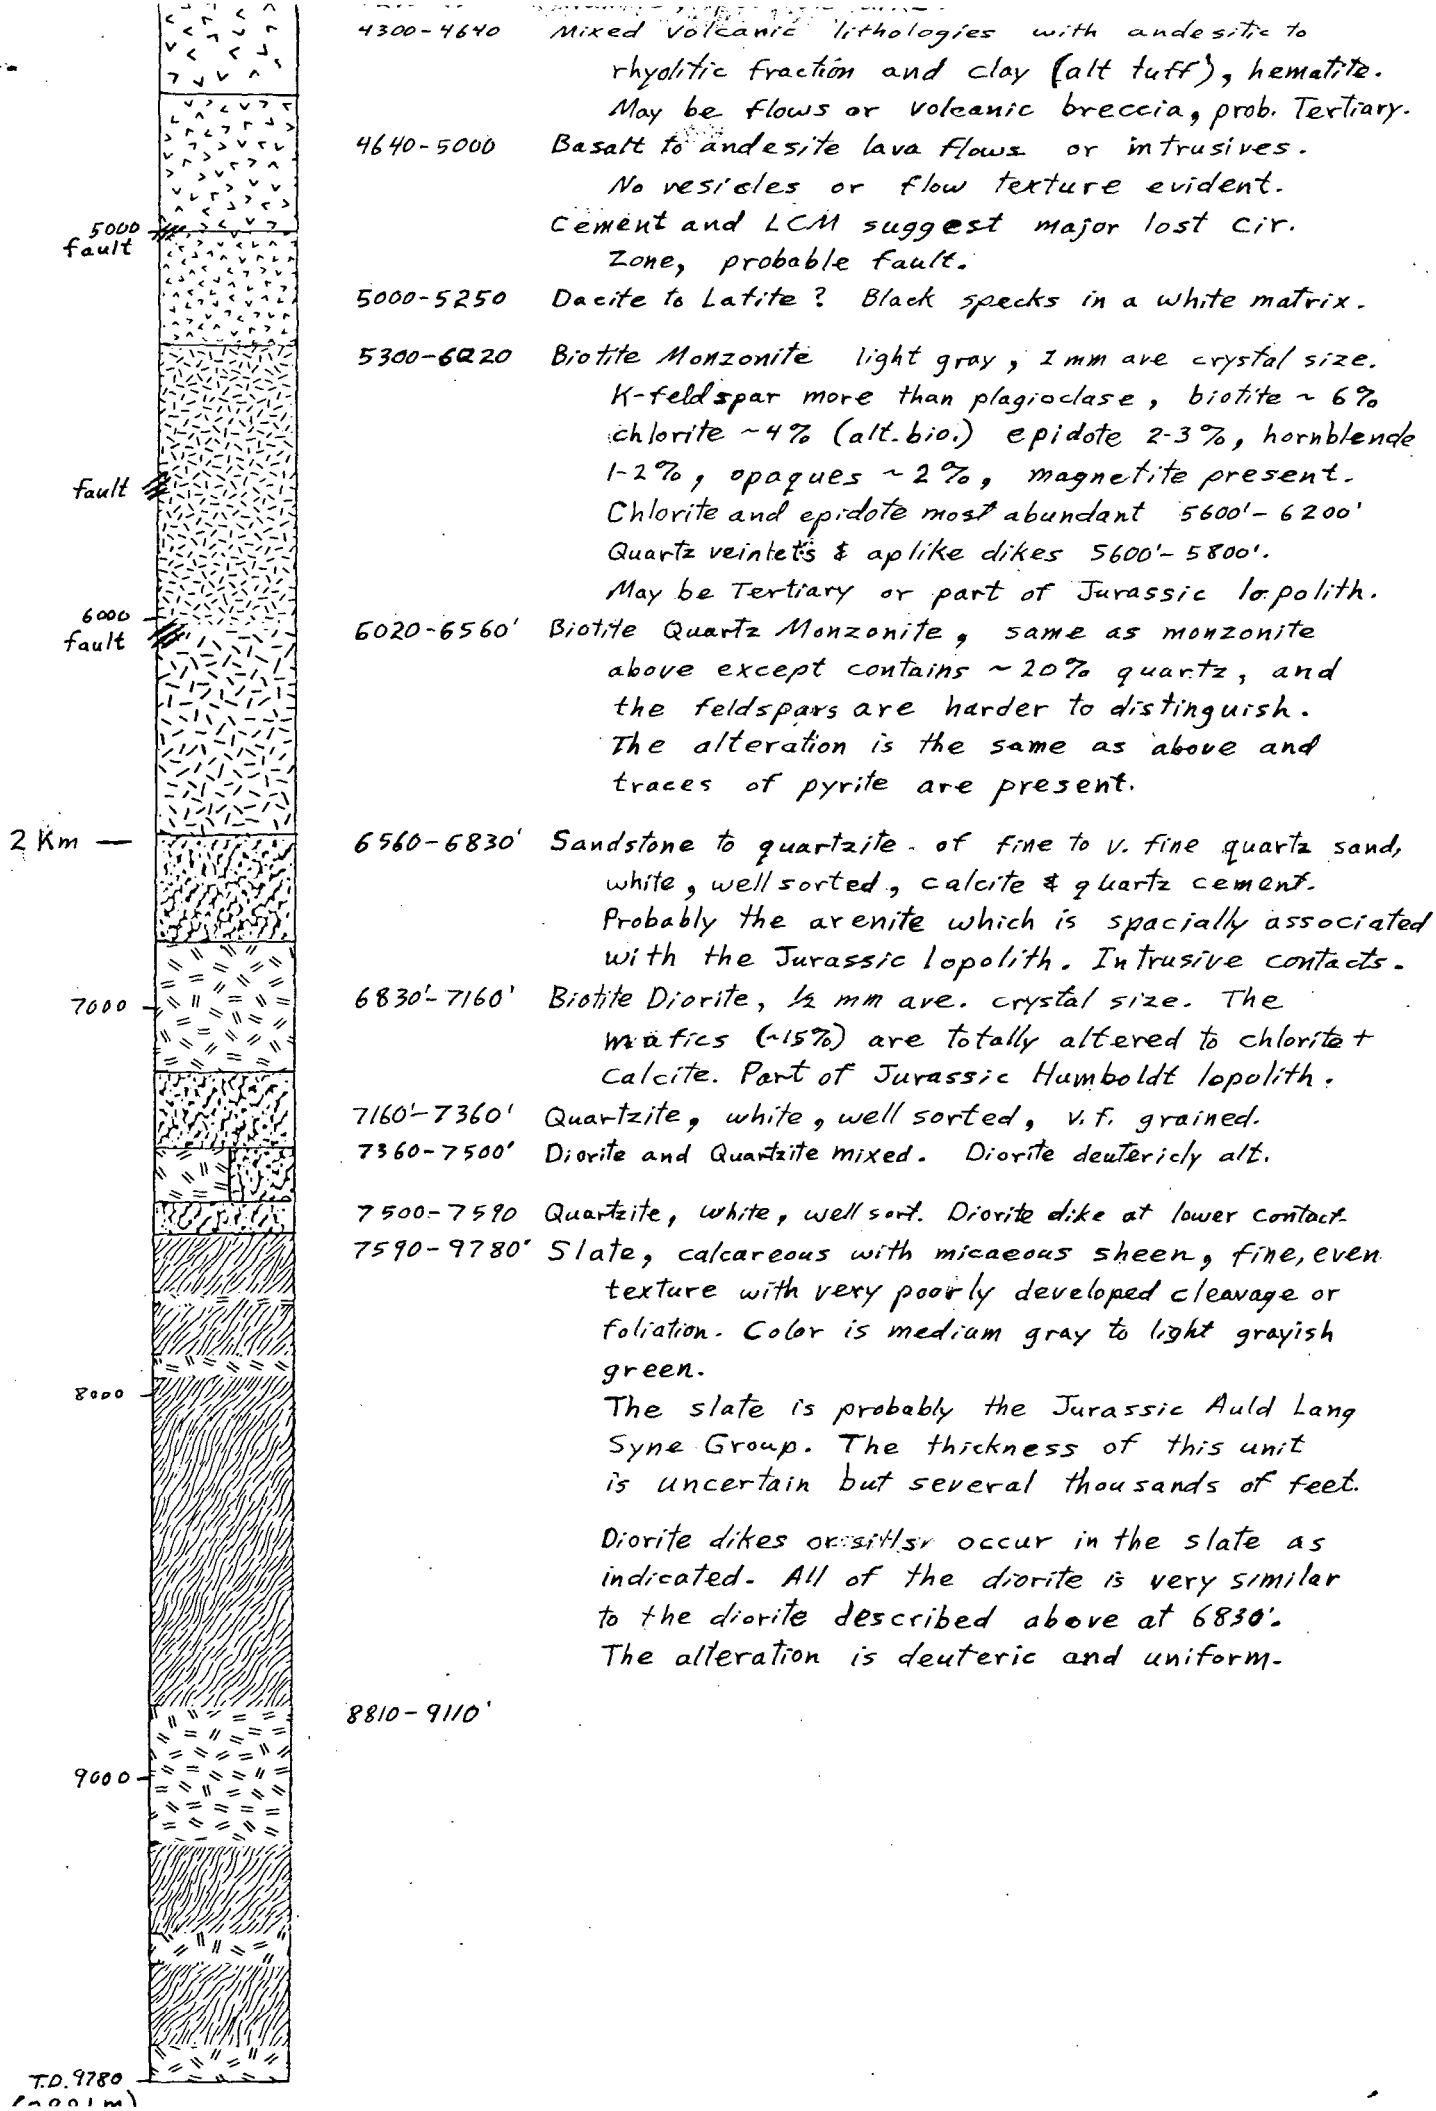 4300-4640 Mixed volcanic lithologies with andesitic to
rhyolitic fraction and clay (alt tuff), hematite.
May be flows or volcanic breccia, prob. Tertiary.
4640-5000 Basalt to andesite lava flows or intrusives.
No vesicles or flow texture evident.
5000
fault
Cement and LCM suggest major lost cir.
Zone, probable fault.
5000-5250 Dacite to Latite? Black specks in a white matrix.
5300-6020 Biotite Monzonite light gray, 1 mm ave crystal size.
K-feldspar more than plagioclase, biotite ~ 6%
chlorite ~4% (alt. bio.) epidote 2-3%, hornblende
1-2%, opaques ~2%, magnetite present.
fault
Chlorite and epidote most abundant 5600'-6200'
Quartz veinlets & aplike dikes 5600'-5800'.
May be Tertiary or part of Jurassic lopolith.
6000
fault
6020-6560' Biotite Quartz Monzonite, same as monzonite
above except contains ~20% quartz, and
the feldspars are harder to distinguish.
The alteration is the same as above and
traces of pyrite are present.
2 Km
6560-6830' Sandstone to quartzite - of fine to v. fine quartz sand,
white, well sorted, calcite & quartz cement.
Probably the arenite which is spacially associated
with the Jurassic lopolith. Intrusive contacts.
7000
6830'-7160' Biotite Diorite, ½ mm ave. crystal size. The
mafics (~15%) are totally altered to chlorite +
calcite. Part of Jurassic Humboldt lopolith.
7160'-7360' Quartzite, white, well sorted, v.f. grained.
7360-7500' Diorite and Quartzite mixed. Diorite deutericly alt.
7500-7590 Quartzite, white, well sort. Diorite dike at lower contact
7590-9780' Slate, calcareous with micaeous sheen, fine, even
texture with very poorly developed cleavage or
foliation. Color is medium gray to light grayish
green.
8000
The slate is probably the Jurassic Auld Lang
Syne Group. The thickness of this unit
is uncertain but several thousands of feet.
Diorite dikes or sills occur in the slate as
indicated. All of the diorite is very similar
to the diorite described above at 6830'.
The alteration is deuteric and uniform.
8810-9110'
9000
T.D. 9780